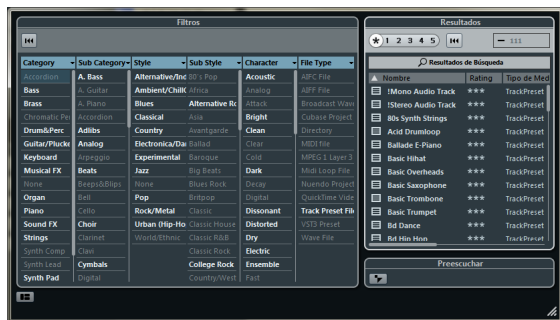 Filtros
Resultados
1 2 3 4 5
111
Resultados de Búsqueda
Category Sub Category Style Sub Style Character File Type
Nombre Rating Tipo de Med
Accordion A. Bass Alternative/Inc 80's Pop Acoustic AIFC File
Bass A. Guitar Ambient/ChillC Africa Analog AIFF File
Brass A. Piano Blues Alternative Rc Attack Broadcast Wave
Chromatic Per Accordion Classical Asia Bright Cubase Project
Drum&Perc Adlibs Country Avantgarde Clean Directory
Guitar/Plucke Analog Electronica/Dan Ballad Clear MIDI file
Keyboard Arpeggio Experimental Baroque Cold MPEG 1 Layer 3
Musical FX Beats Jazz Big Beats Dark Midi Loop File
None Beeps&Blips None Blues Rock Decay Nuendo Project
Organ Bell Pop Britpop Digital QuickTime Vide
Piano Cello Rock/Metal Classic Dissonant Track Preset File
Sound FX Choir Urban (Hip-Ho Classic House Distorted VST3 Preset
Strings Clarinet World/Ethnic Classic R&B Dry Wave File
Synth Comp Clavi Classic Rock Electric
Synth Lead Cymbals College Rock Ensemble
Synth Pad Digital Country/West Fast
!Mono Audio Track *** TrackPreset
!Stereo Audio Track *** TrackPreset
80s Synth Strings *** TrackPreset
Acid Drumloop *** TrackPreset
Ballade E-Piano *** TrackPreset
Basic Hihat *** TrackPreset
Basic Overheads *** TrackPreset
Basic Saxophone *** TrackPreset
Basic Trombone *** TrackPreset
Basic Trumpet *** TrackPreset
Bd Dance *** TrackPreset
Bd Hip Hop *** TrackPreset
Preescuchar